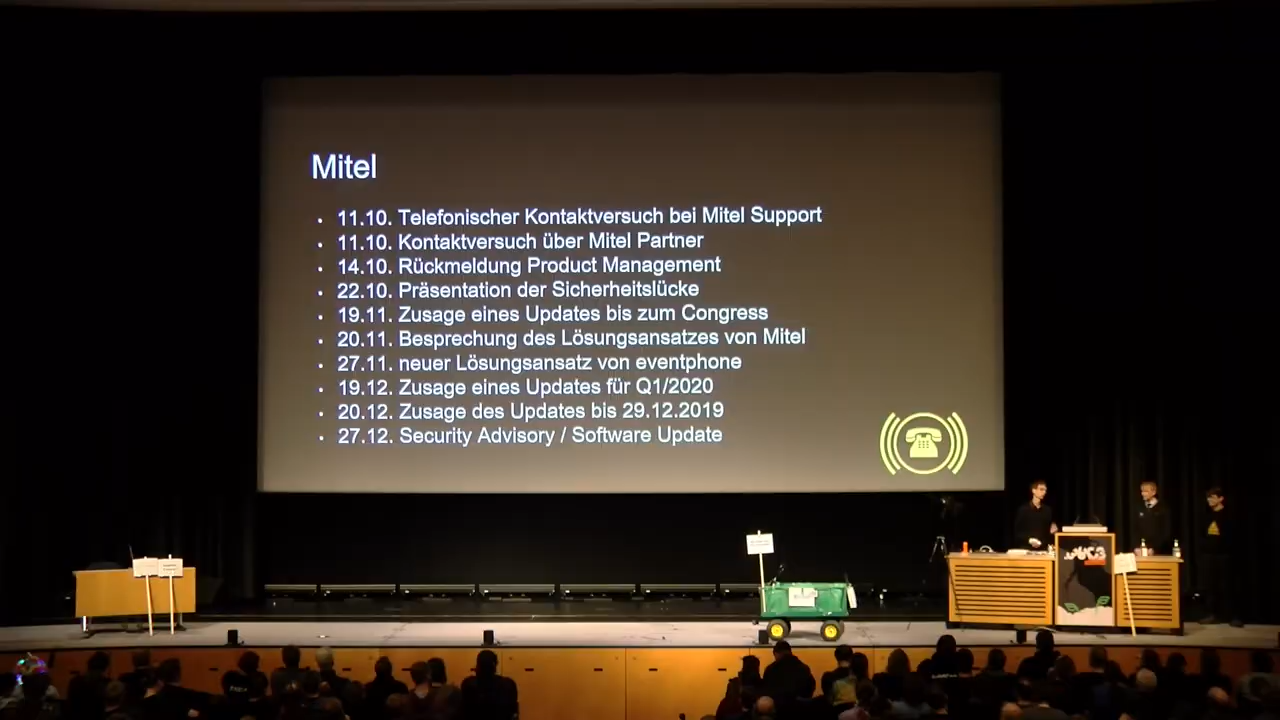 Mitel
• 11.10. Telefonischer Kontaktversuch bei Mitel Support
• 11.10. Kontaktversuch über Mitel Partner
• 14.10. Rückmeldung Product Management
• 22.10. Präsentation der Sicherheitslücke
• 19.11. Zusage eines Updates bis zum Congress
• 20.11. Besprechung des Lösungsansatzes von Mitel
• 27.11. neuer Lösungsansatz von eventphone
• 19.12. Zusage eines Updates für Q1/2020
• 20.12. Zusage des Updates bis 29.12.2019
• 27.12. Security Advisory / Software Update